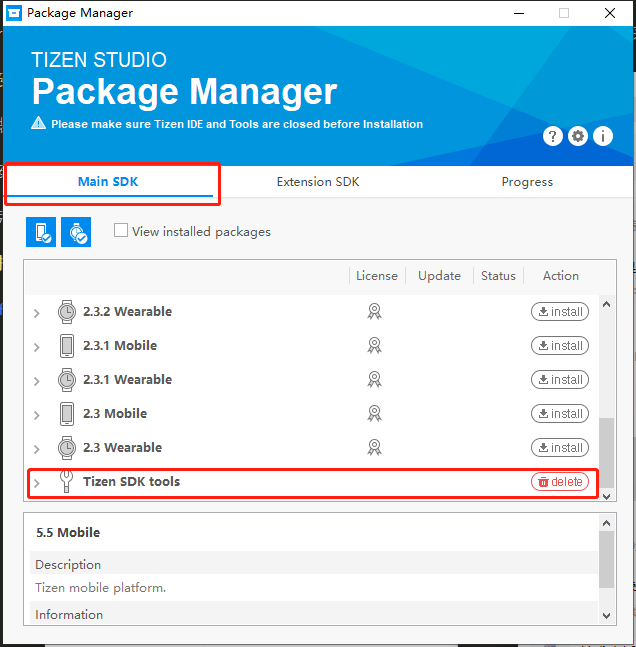 Package Manager
TIZEN STUDIO
Package Manager
Please make sure Tizen IDE and Tools are closed before Installation
? i
Main SDK Extension SDK Progress
View installed packages
License Update Status Action
2.3.2 Wearable install
2.3.1 Mobile install
2.3.1 Wearable install
2.3 Mobile install
2.3 Wearable install
Tizen SDK tools delete
5.5 Mobile
Description
Tizen mobile platform.
Information